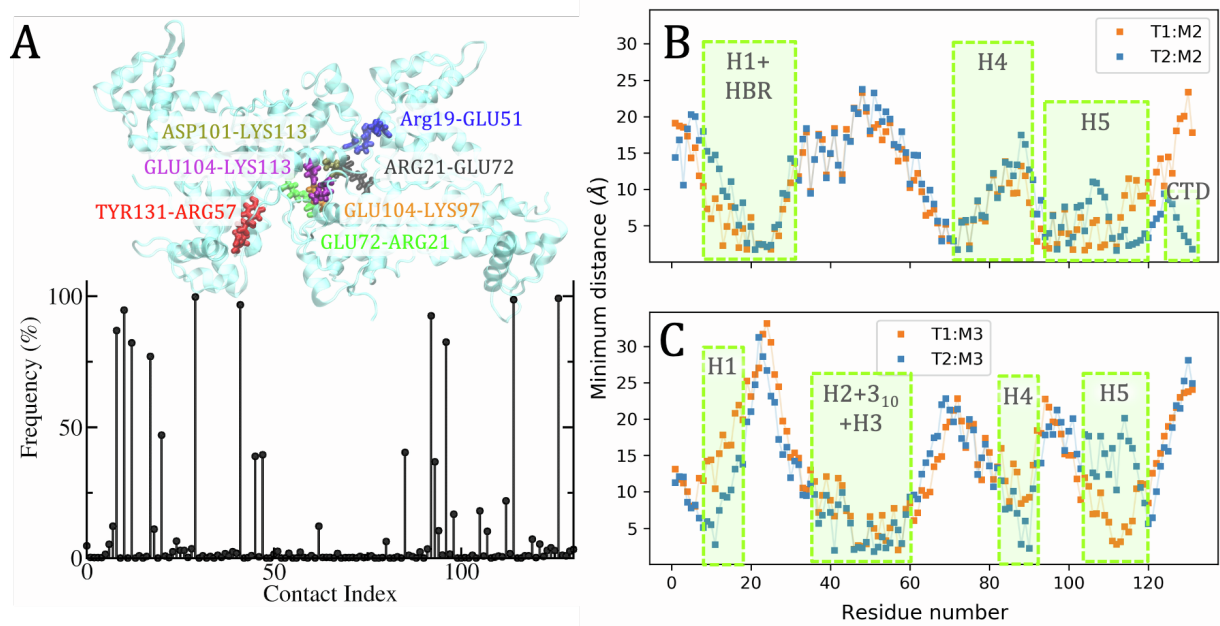 A
ASP101-LYS113
Arg19-GLU51
GLU104-LYS113
ARG21-GLU72
TYR131-ARG57
GLU104-LYS97
GLU72-ARG21
100
50
0
Frequency (%)
0
50
100
Contact Index
B
H1+
HBR
H4
H5
CTD
T1:M2
T2:M2
30
25
20
15
10
5
Minimum distance (Å)
C
H1
H2+3₁₀
+H3
H4
H5
T1:M3
T2:M3
30
25
20
15
10
5
0
20
40
60
80
100
120
Residue number